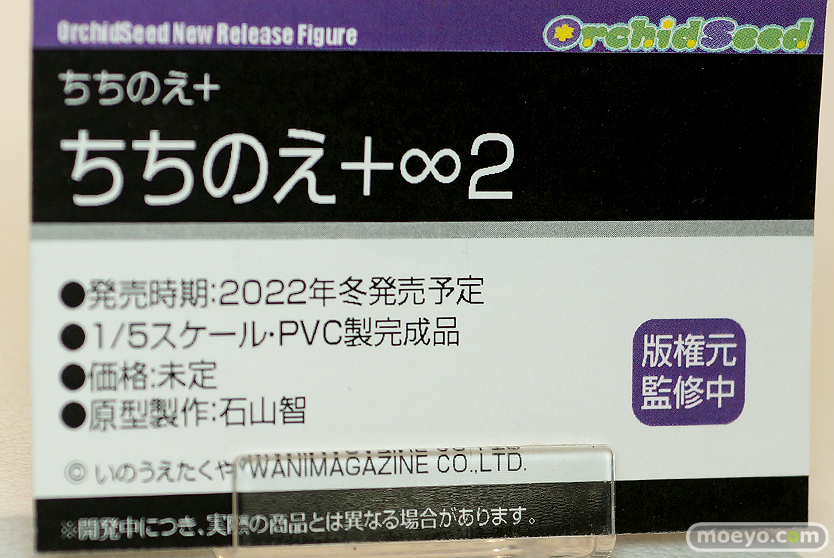 OrchidSeed New Release Figure
OrchidSeed
ちちのえ+
ちちのえ+∞2
●発売時期:2022年冬発売予定
●1/5スケール・PVC製完成品
●価格:未定
●原型製作:石山智
版権元
監修中
© いのうえたくや/WANIMAGAZINE CO.,LTD.
※開発中につき、実際の商品とは異なる場合があります。
moeyo.com